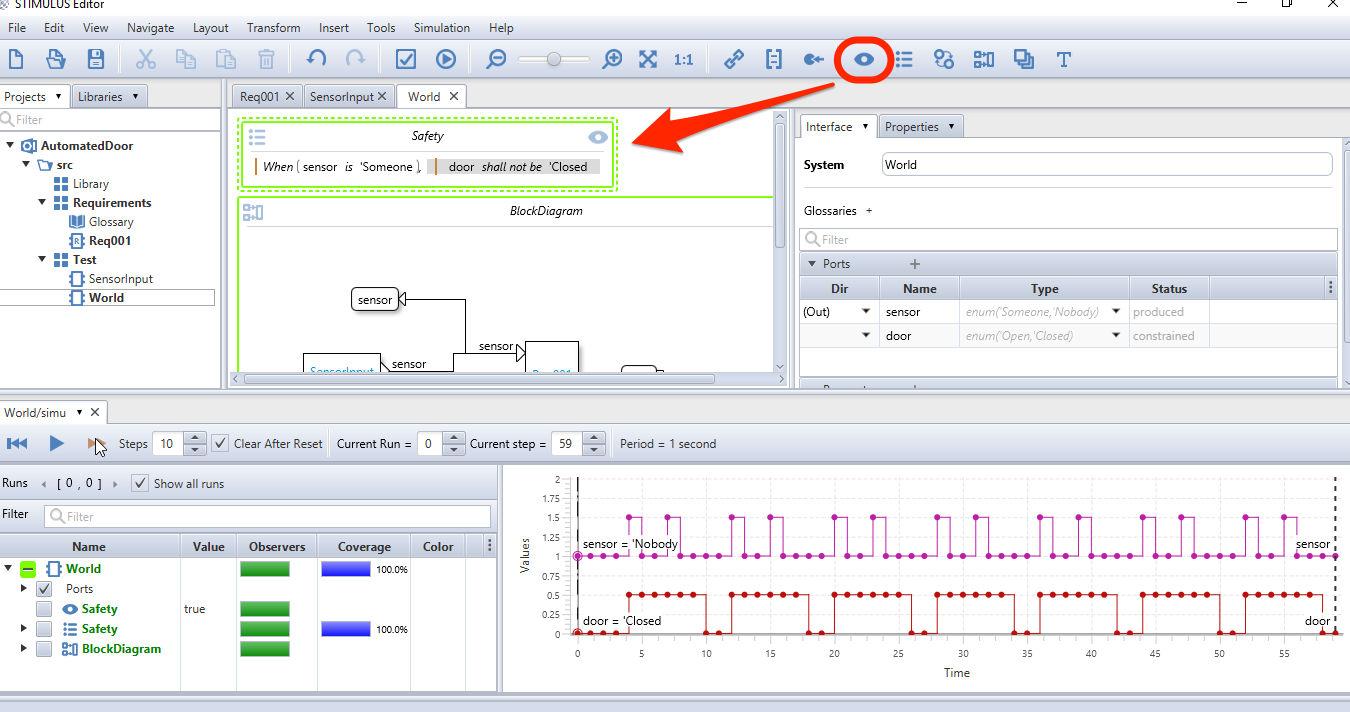 STIMULUS Editor
File Edit View Navigate Layout Transform Insert Tools Simulation Help
1:1 T
Projects Libraries
Filter
AutomatedDoor
src
Library
Requirements
Glossary
R Req001
Test
SensorInput
World
Req001 SensorInput World
Safety
When ( sensor is 'Someone ), door shall not be 'Closed
BlockDiagram
sensor
sensor
SensorInput sensor
Interface Properties
System World
Glossaries +
Filter
Ports +
Dir Name Type Status
(Out) sensor enum('Someone,'Nobody) produced
door enum('Open,'Closed) constrained
World/simu
Steps 10 Clear After Reset Current Run = 0 Current step = 59 Period = 1 second
Runs [ 0 , 0 ] Show all runs
Filter Filter
Name Value Observers Coverage Color
World 100.0%
Ports
Safety true
Safety 100.0%
BlockDiagram
Values
2
1.75
1.5
1.25
1
0.75
0.5
0.25
0
sensor = 'Nobody sensor
door = 'Closed door
0 5 10 15 20 25 30 35 40 45 50 55
Time